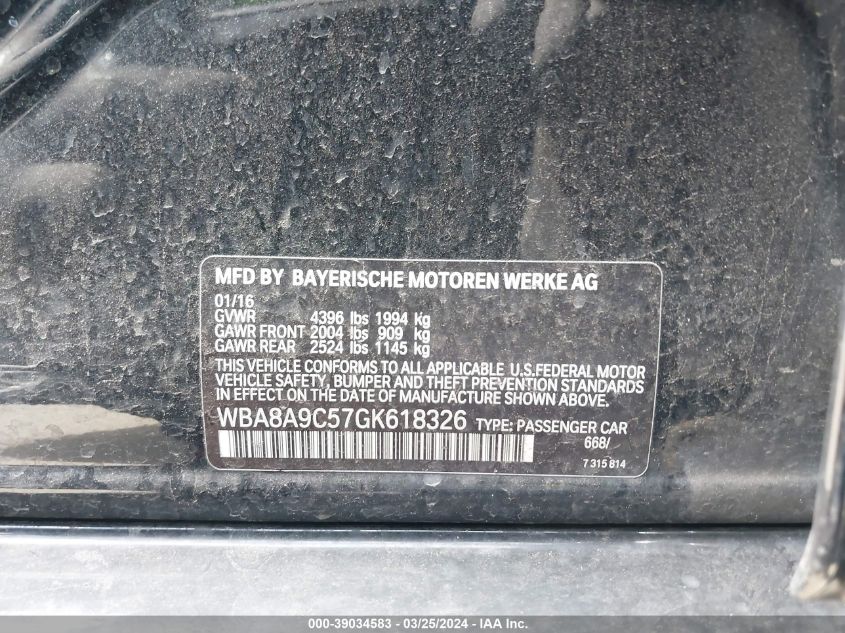 MFD BY BAYERISCHE MOTOREN WERKE AG
01/16
GVWR 4396 lbs 1994 kg
GAWR FRONT 2004 lbs 909 kg
GAWR REAR 2524 lbs 1145 kg
THIS VEHICLE CONFORMS TO ALL APPLICABLE U.S.FEDERAL MOTOR
VEHICLE SAFETY, BUMPER AND THEFT PREVENTION STANDARDS
IN EFFECT ON THE DATE OF MANUFACTURE SHOWN ABOVE.
WBA8A9C57GK618326 TYPE: PASSENGER CAR
668/
7 315 814
000-39034583 / 03/25/2024 - IAA Inc.